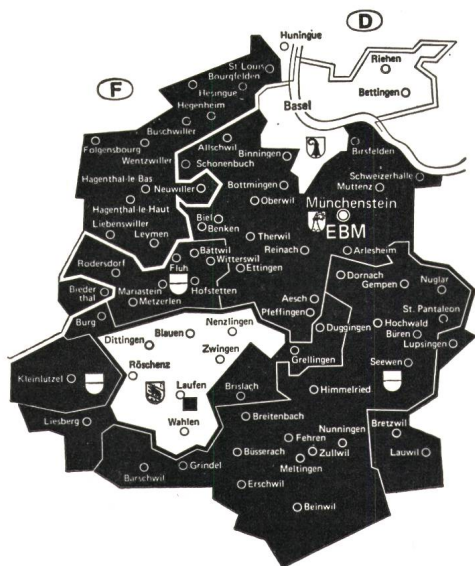 D
Huningue
Riehen
St Louis
Bourgfelden
F
Hesingue
Bettingen
Hegenheim
Basel
Buschwiller
Allschwil
Folgensbourg
Birsfelden
Wentzwiller
Binningen
Schonenbuch
Schweizerhalle
Hagenthal-le Bas
Neuwiller
Bottmingen
Muttenz
Oberwil
Münchenstein
Hagenthal-le Haut
Biel
Liebenswiller
Benken
EBM
Leymen
Therwil
Bättwil
Reinach
Arlesheim
Rodersdorf
Flüh
Witterswil
Ettingen
Dornach
Nuglar
Biederthal
Mariastein
Hofstetten
Gempen
Metzerlen
Aesch
St. Pantaleon
Burg
Pfeffingen
Nenzlingen
Duggingen
Hochwald
Blauen
Büren
Dittingen
Lupsingen
Zwingen
Grellingen
Seewen
Röschenz
Kleinlutzel
Laufen
Brislach
Himmelried
Liesberg
Wahlen
Breitenbach
Bretzwil
Nunningen
Fehren
Büsserach
Zullwil
Lauwil
Meltingen
Barschwil
Grindel
Erschwil
Beinwil